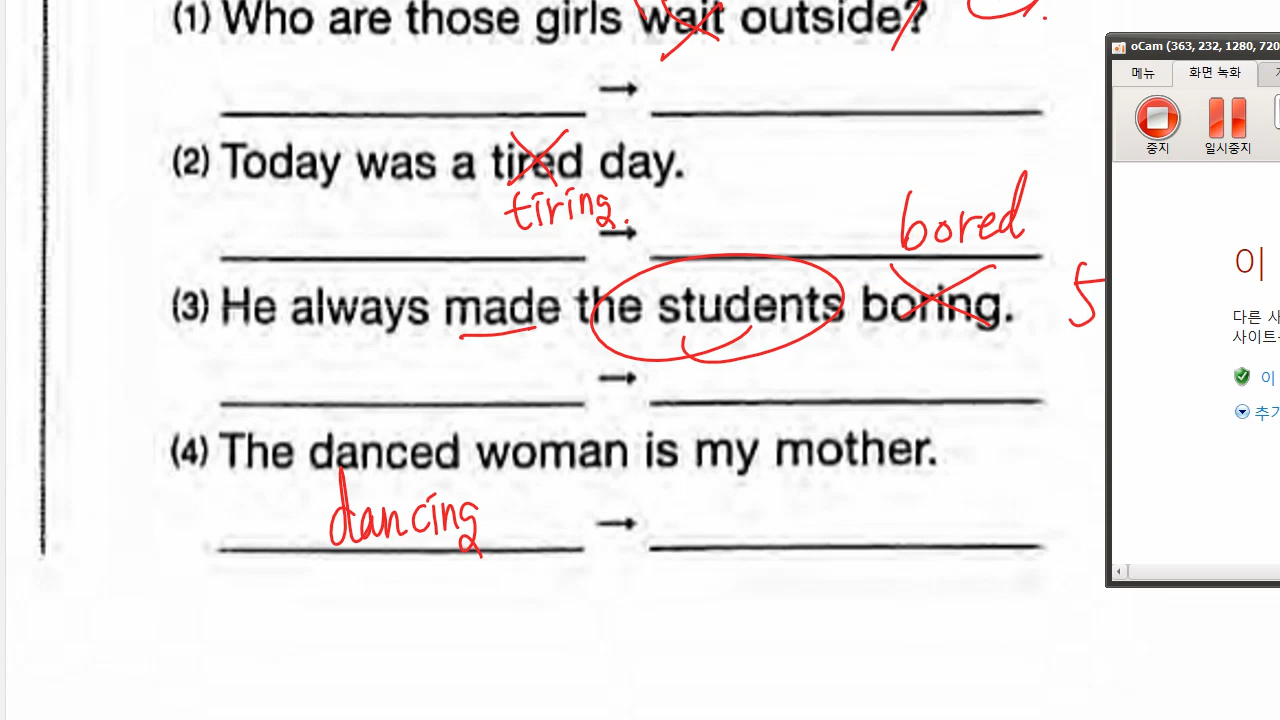 (1) Who are those girls wait outside?
→
(2) Today was a tired day.
tiring.
→
bored
(3) He always made the students boring.
5
→
(4) The danced woman is my mother.
dancing
→
oCam (363, 232, 1280, 720
메뉴
화면 녹화
중지
일시중지
이
다른 사
사이트
이
추가